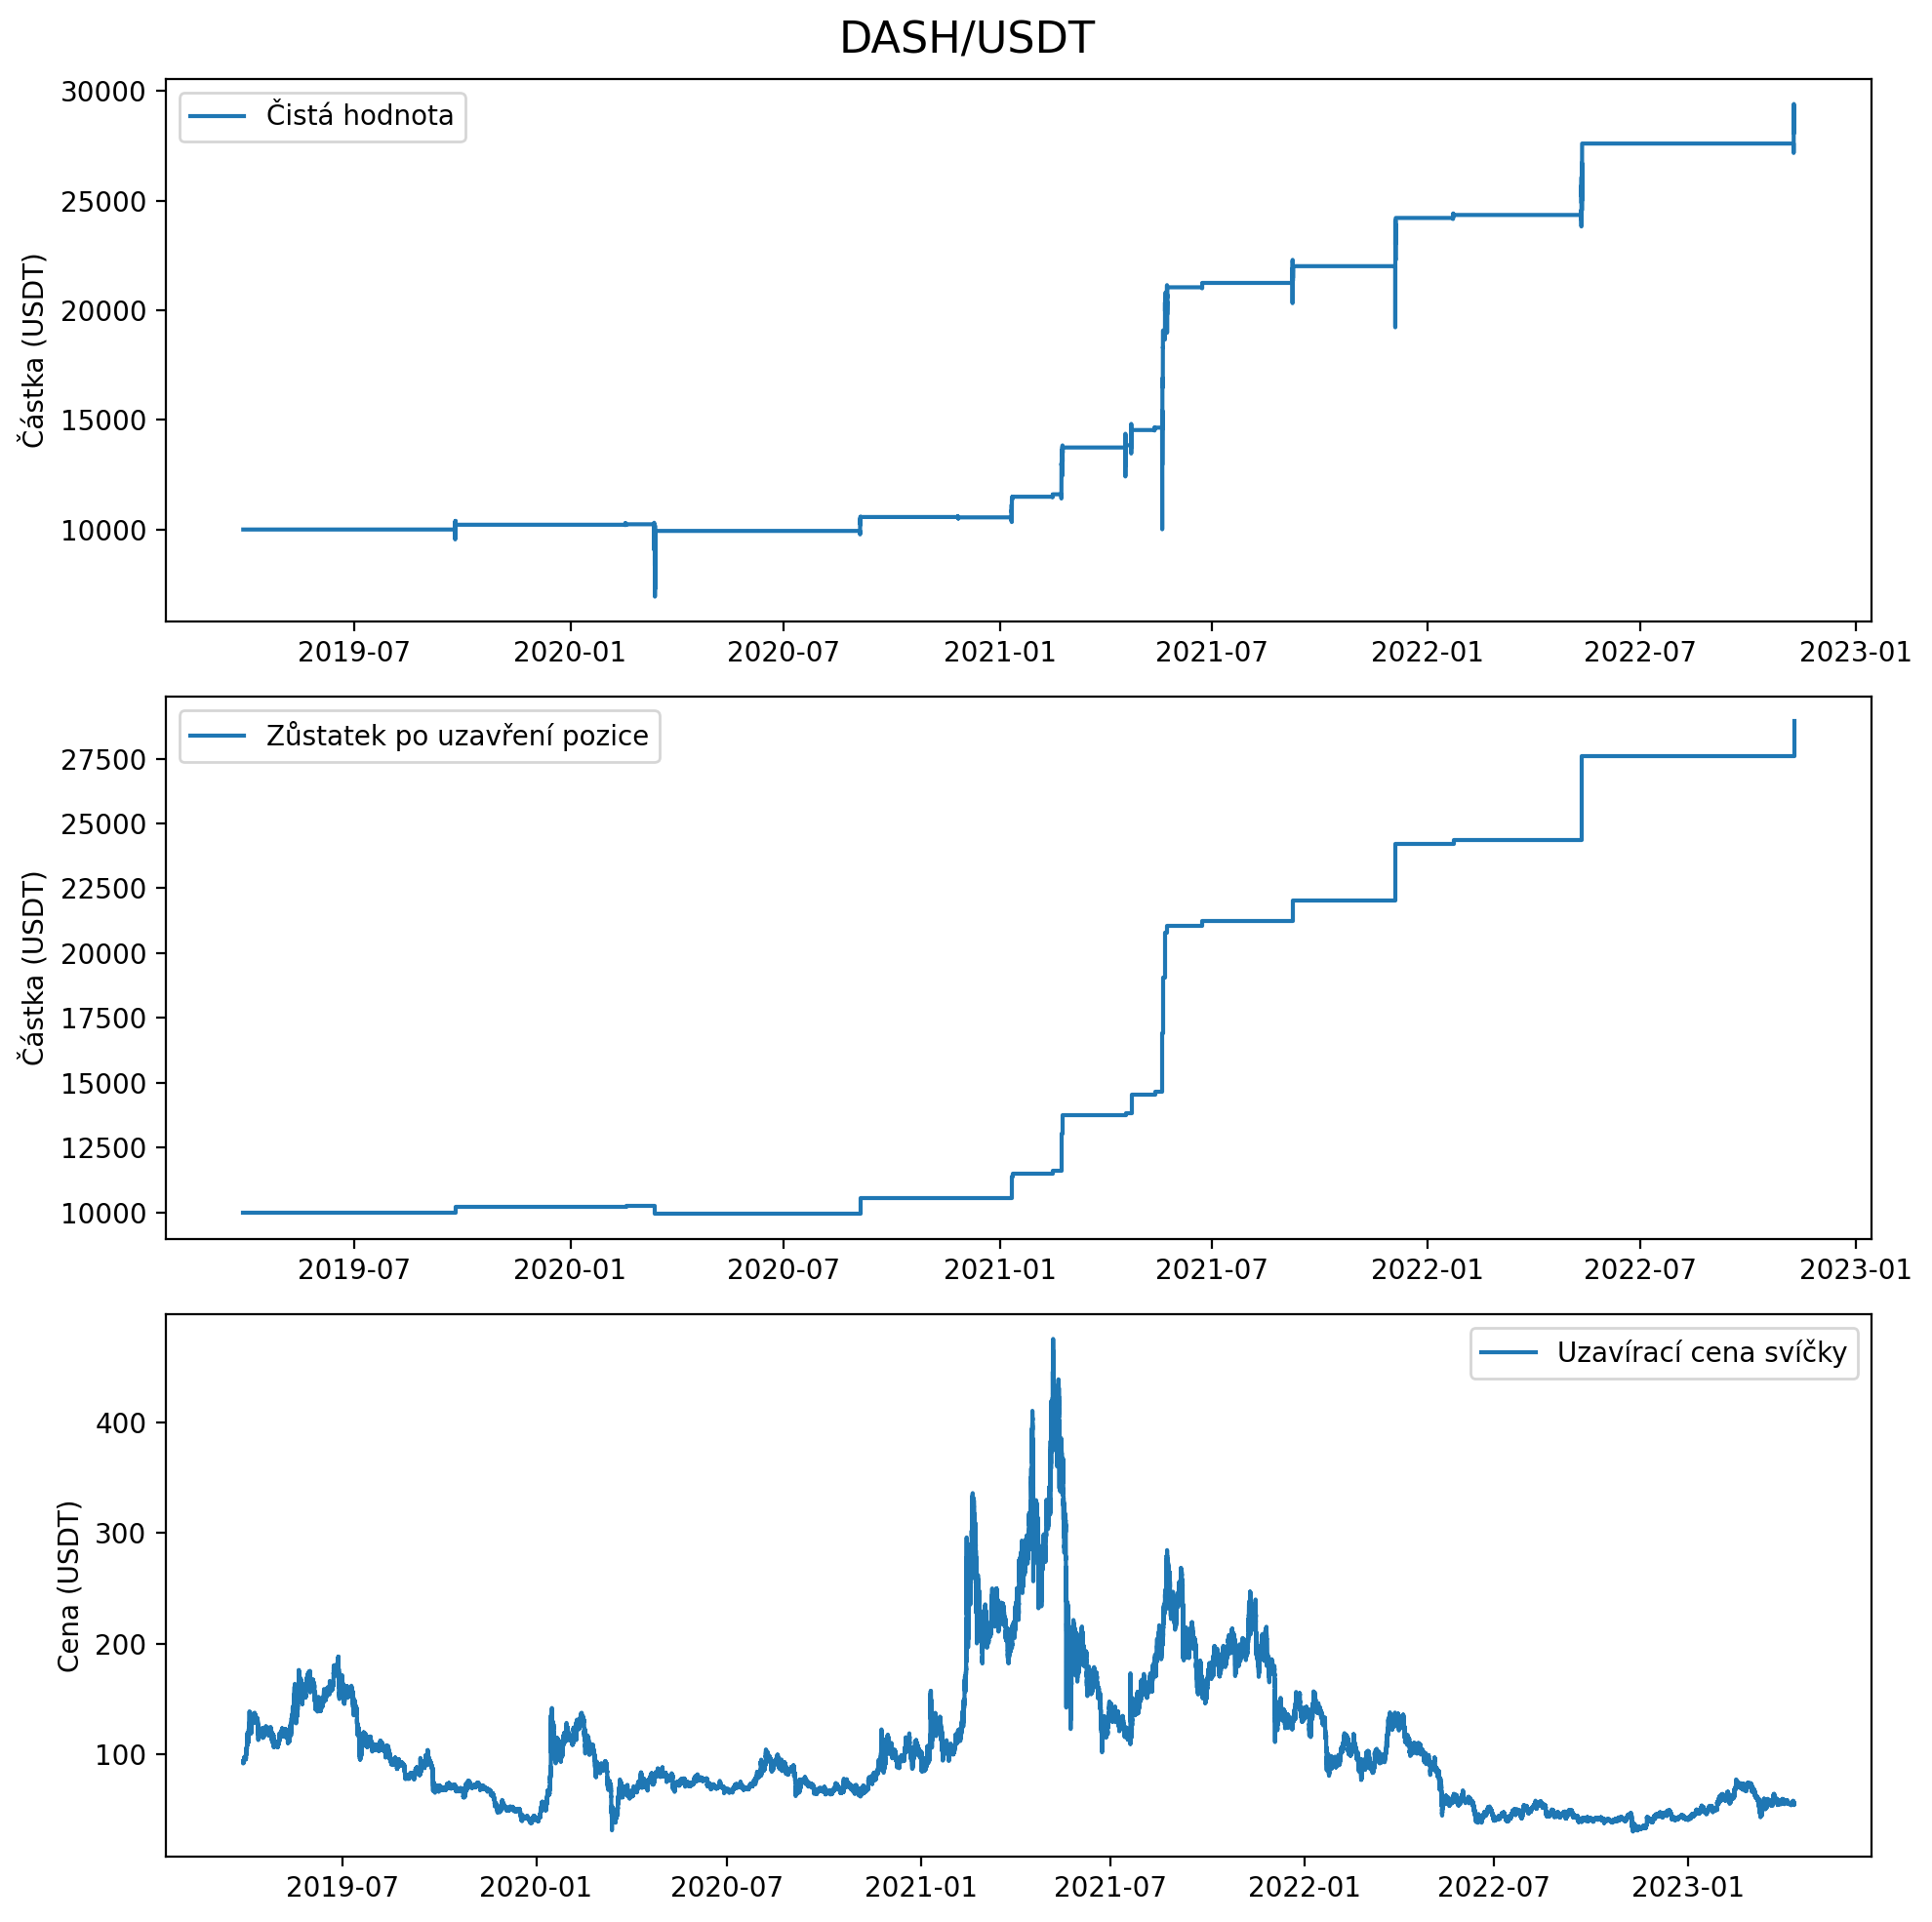 DASH/USDT
Částka (USDT)
30000
25000
20000
15000
10000
Čistá hodnota
2019-07 2020-01 2020-07 2021-01 2021-07 2022-01 2022-07 2023-01
Částka (USDT)
27500
25000
22500
20000
17500
15000
12500
10000
Zůstatek po uzavření pozice
2019-07 2020-01 2020-07 2021-01 2021-07 2022-01 2022-07 2023-01
Cena (USDT)
400
300
200
100
Uzavírací cena svíčky
2019-07 2020-01 2020-07 2021-01 2021-07 2022-01 2022-07 2023-01